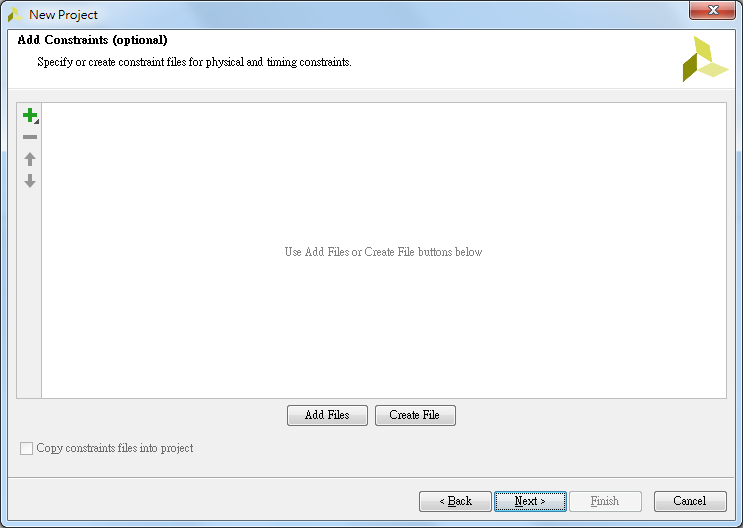 New Project
Add Constraints (optional)
Specify or create constraint files for physical and timing constraints.
Use Add Files or Create File buttons below
Add Files
Create File
Copy constraints files into project
< Back
Next >
Finish
Cancel